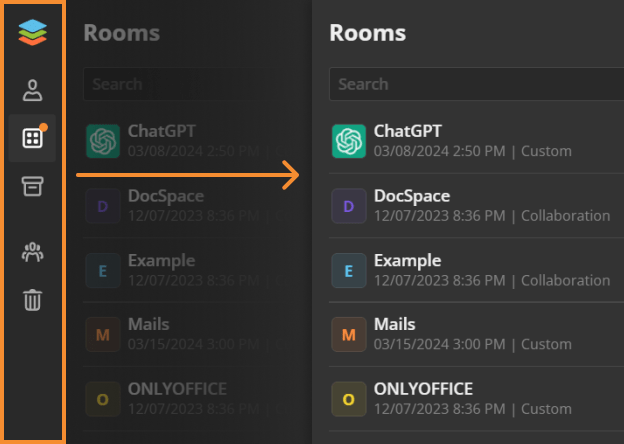 Rooms
Search
ChatGPT
03/08/2024 2:50 PM |
D
DocSpace
12/07/2023 8:36 PM |
E
Example
12/07/2023 8:36 PM |
M
Mails
03/15/2024 3:00 PM |
O
ONLYOFFICE
12/07/2023 8:36 PM |
Rooms
Search
ChatGPT
03/08/2024 2:50 PM | Custom
D
DocSpace
12/07/2023 8:36 PM | Collaboration
E
Example
12/07/2023 8:36 PM | Collaboration
M
Mails
03/15/2024 3:00 PM | Custom
O
ONLYOFFICE
12/07/2023 8:36 PM | Custom